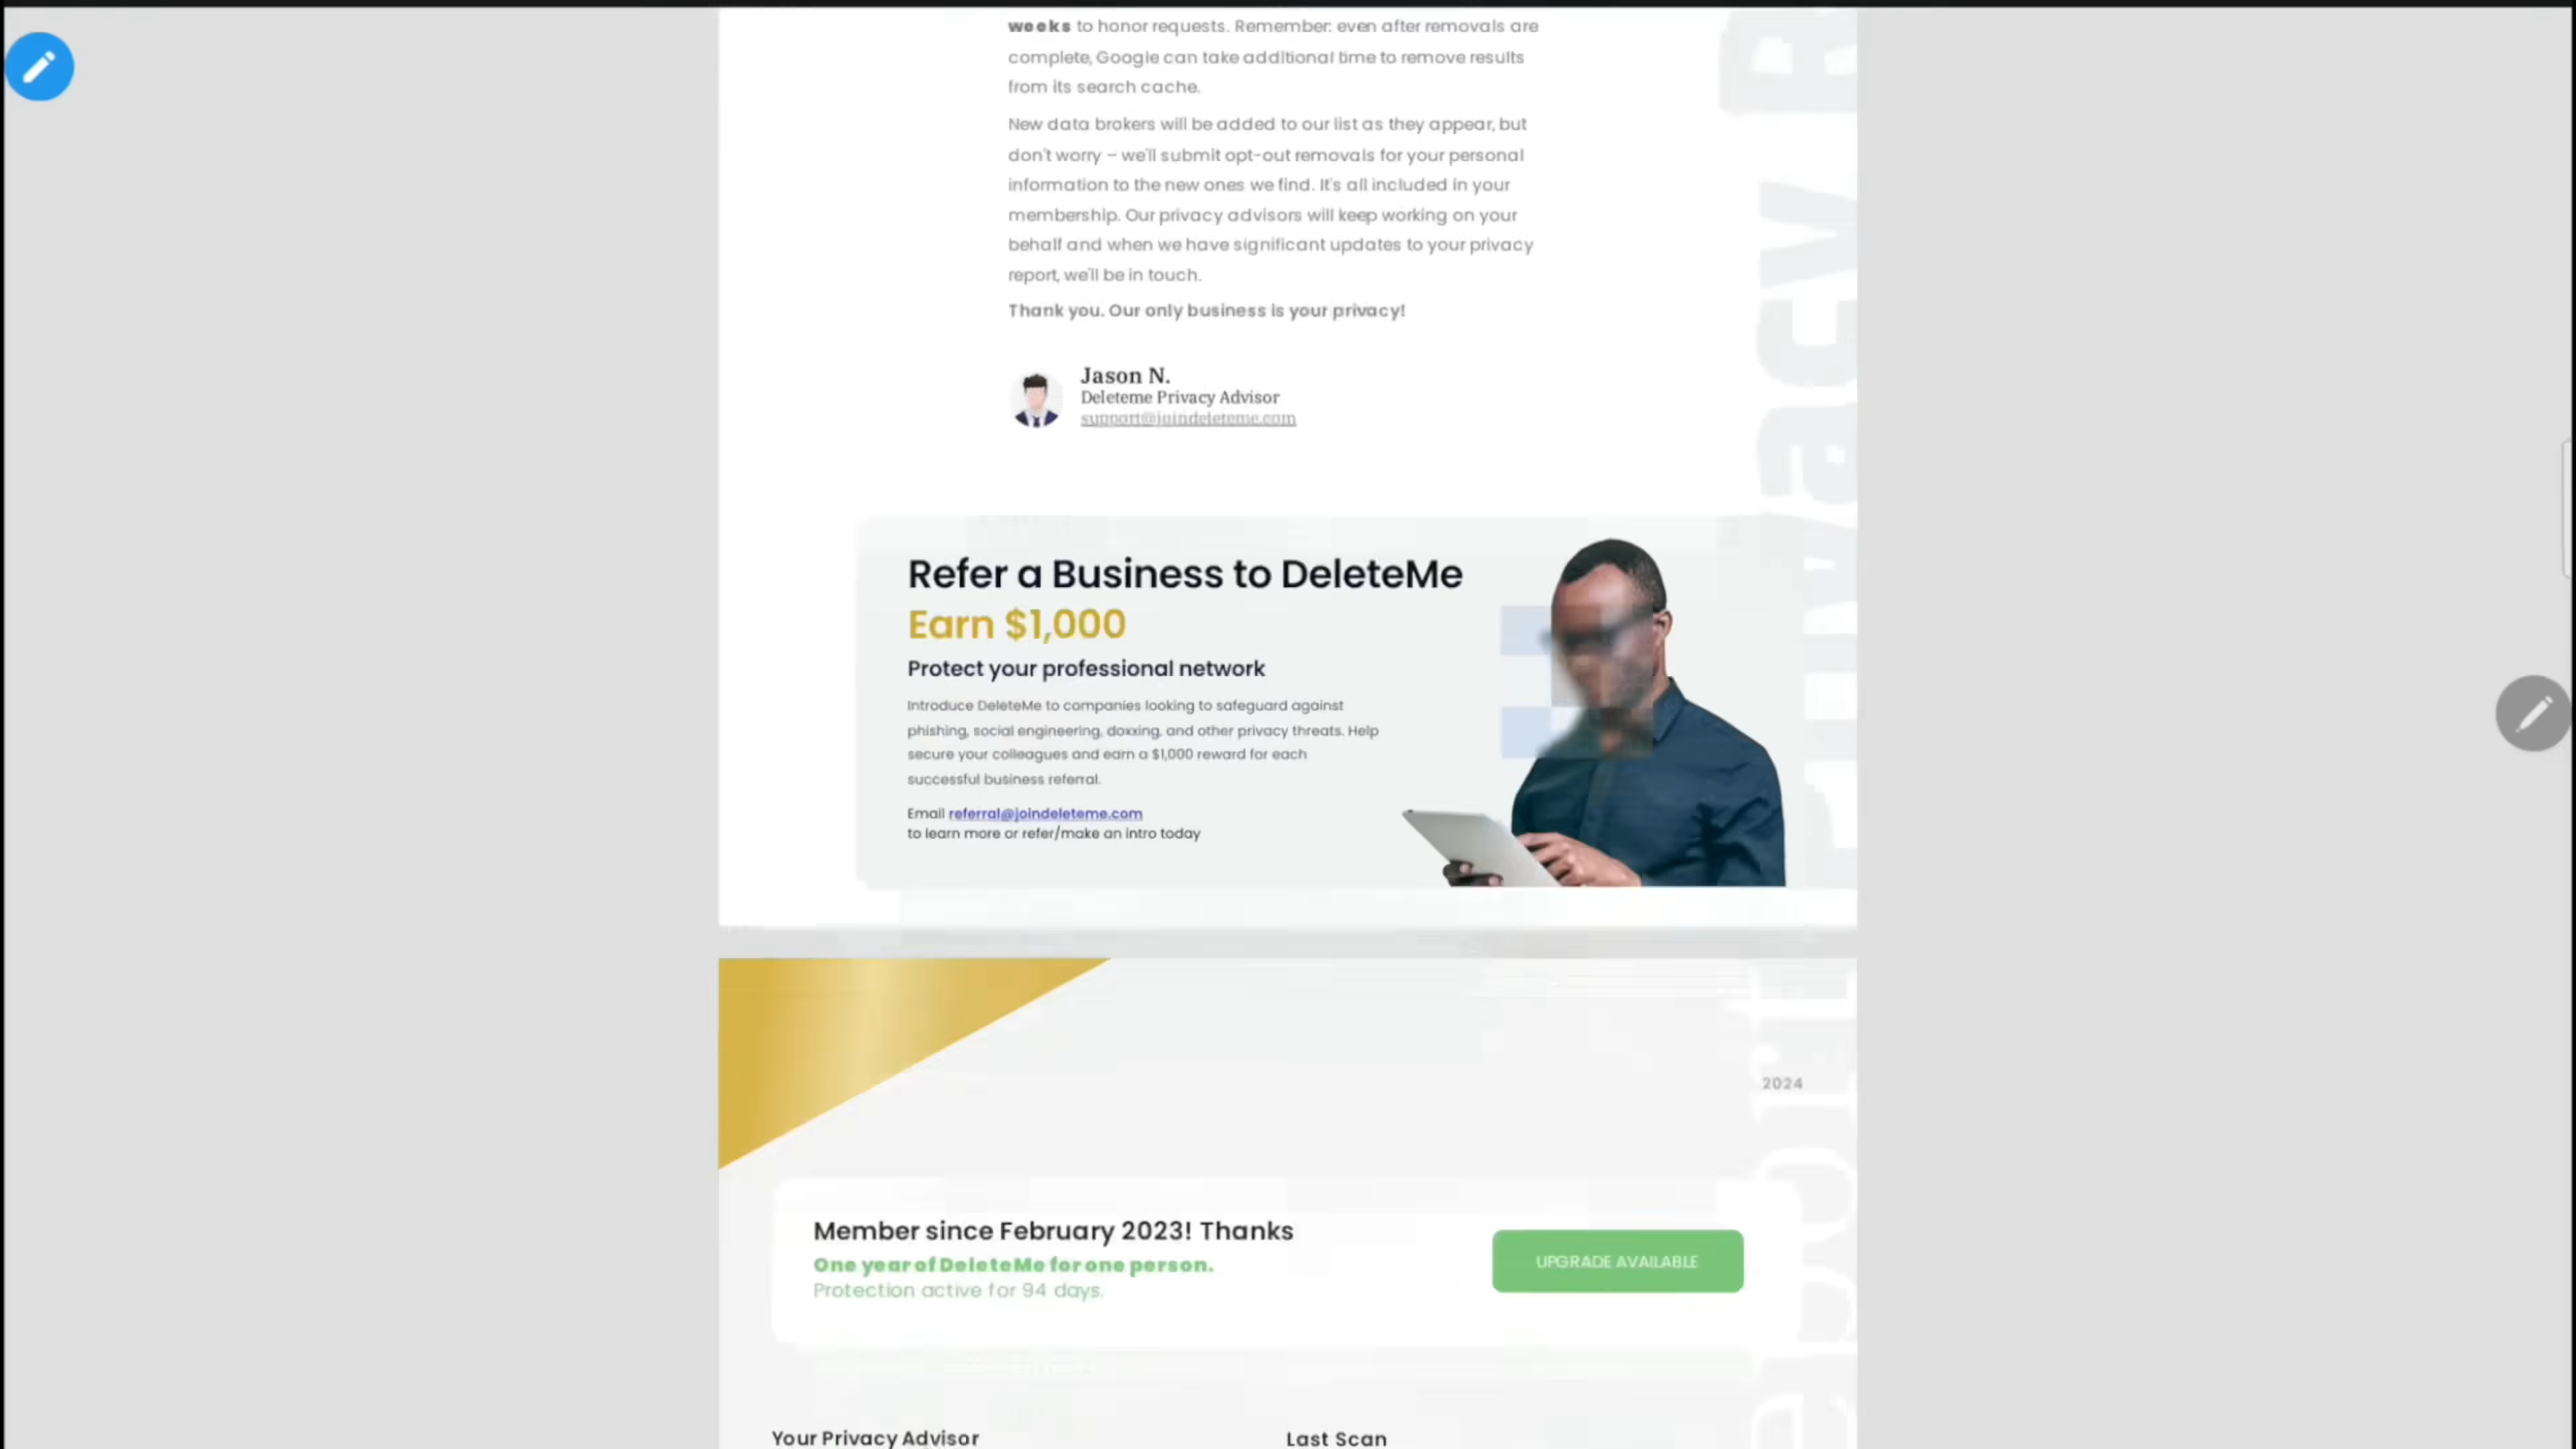 weeks to honor requests. Remember: even after removals are
complete, Google can take additional time to remove results
from its search cache.
New data brokers will be added to our list as they appear, but
don't worry – we'll submit opt-out removals for your personal
information to the new ones we find. It's all included in your
membership. Our privacy advisors will keep working on your
behalf and when we have significant updates to your privacy
report, we'll be in touch.
Thank you. Our only business is your privacy!
Jason N.
Deleteme Privacy Advisor
support@joindeleteme.com
Refer a Business to DeleteMe
Earn $1,000
Protect your professional network
Introduce DeleteMe to companies looking to safeguard against
phishing, social engineering, doxxing, and other privacy threats. Help
secure your colleagues and earn a $1,000 reward for each
successful business referral.
Email referral@joindeleteme.com
to learn more or refer/make an intro today
2024
Member since February 2023! Thanks
One year of DeleteMe for one person.
Protection active for 94 days.
UPGRADE AVAILABLE
Your Privacy Advisor
Last Scan